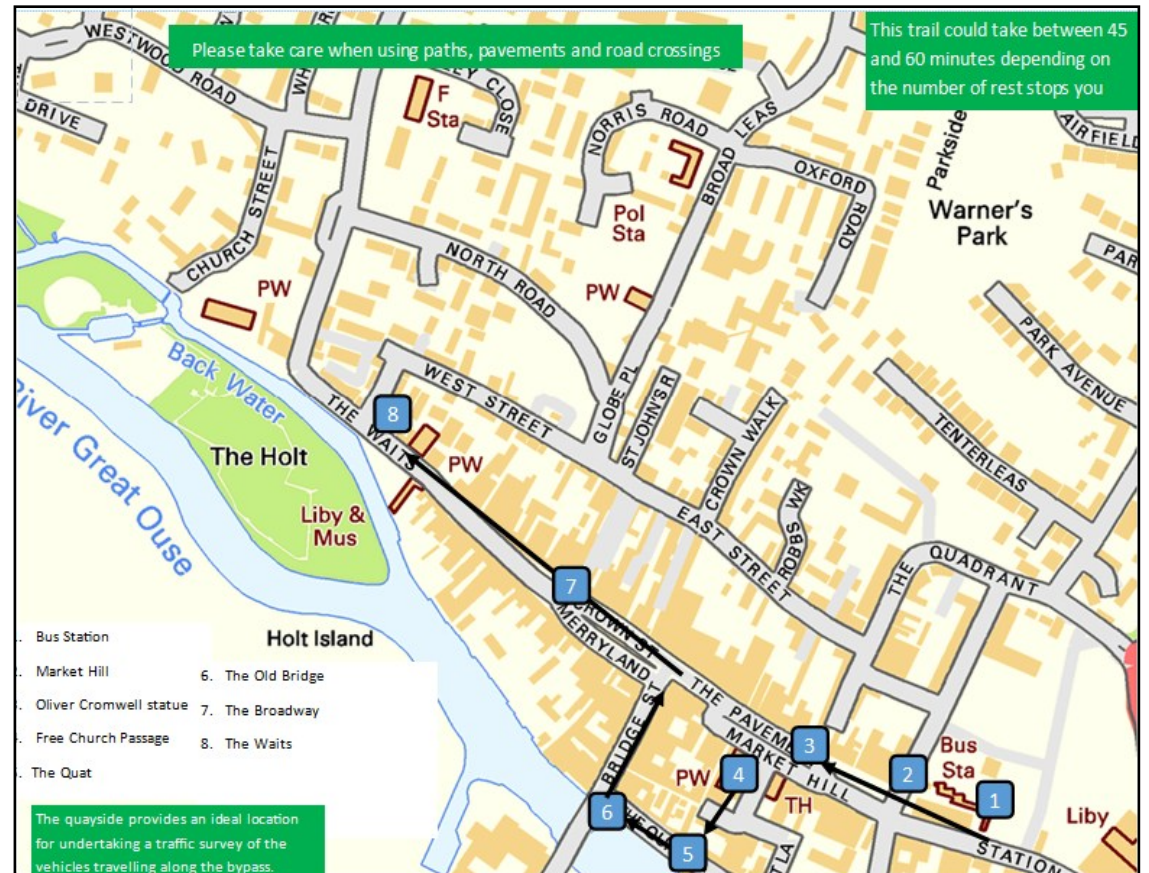 Please take care when using paths, pavements and road crossings
This trail could take between 45
and 60 minutes depending on
the number of rest stops you
WESTWOOD ROAD
DRIVE
CHURCH STREET
F
Sta
CLOSE
NORRIS ROAD
BROAD LEAS
OXFORD ROAD
Parkside
AIRFIELD
Warner's
Park
Pol
Sta
PW
NORTH ROAD
PW
PARK AVENUE
Back Water
The Holt
River Great Ouse
THE WAITS
8
WEST STREET
GLOBE PL
ST JOHN'S R
CROWN WALK
TENTERLEAS
PW
Liby &
Mus
ROBBS WK
EAST STREET
THE QUADRANT
7
CROWN ST
MERRYLAND
Holt Island
Bus Station
Market Hill
Oliver Cromwell statue
Free Church Passage
The Quat
6. The Old Bridge
7. The Broadway
8. The Waits
BRIDGE ST
THE PAVEM
MARKET HILL
3
2
Bus
Sta
1
PW
4
TH
6
5
Liby
STATION
The quayside provides an ideal location
for undertaking a traffic survey of the
vehicles travelling along the bypass.